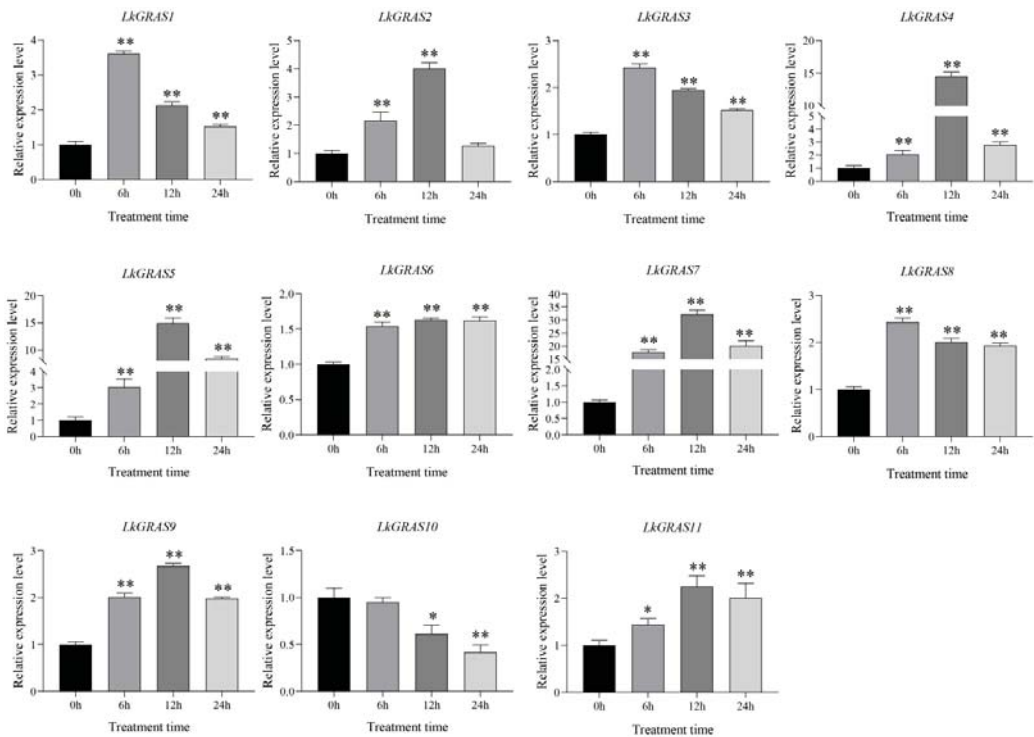 LkGRAS1
Relative expression level
4
3
2
1
0
**
**
**
0h
6h
12h
24h
Treatment time
LkGRAS2
Relative expression level
5
4
3
2
1
0
**
**
0h
6h
12h
24h
Treatment time
LkGRAS3
Relative expression level
3
2
1
0
**
**
**
0h
6h
12h
24h
Treatment time
LkGRAS4
Relative expression level
20
15
10
5
4
3
2
1
0
**
**
**
0h
6h
12h
24h
Treatment time
LkGRAS5
Relative expression level
20
15
10
4
3
2
1
0
**
**
**
0h
6h
12h
24h
Treatment time
LkGRAS6
Relative expression level
2.0
1.5
1.0
0.5
0.0
**
**
**
0h
6h
12h
24h
Treatment time
LkGRAS7
Relative expression level
40
35
30
25
20
15
1.5
1.0
0.5
0.0
**
**
**
0h
6h
12h
24h
Treatment time
LkGRAS8
Relative expression level
3
2
1
0
**
**
**
0h
6h
12h
24h
Treatment time
LkGRAS9
Relative expression level
3
2
1
0
**
**
**
0h
6h
12h
24h
Treatment time
LkGRAS10
Relative expression level
1.5
1.0
0.5
0.0
*
**
0h
6h
12h
24h
Treatment time
LkGRAS11
Relative expression level
3
2
1
0
*
**
**
0h
6h
12h
24h
Treatment time